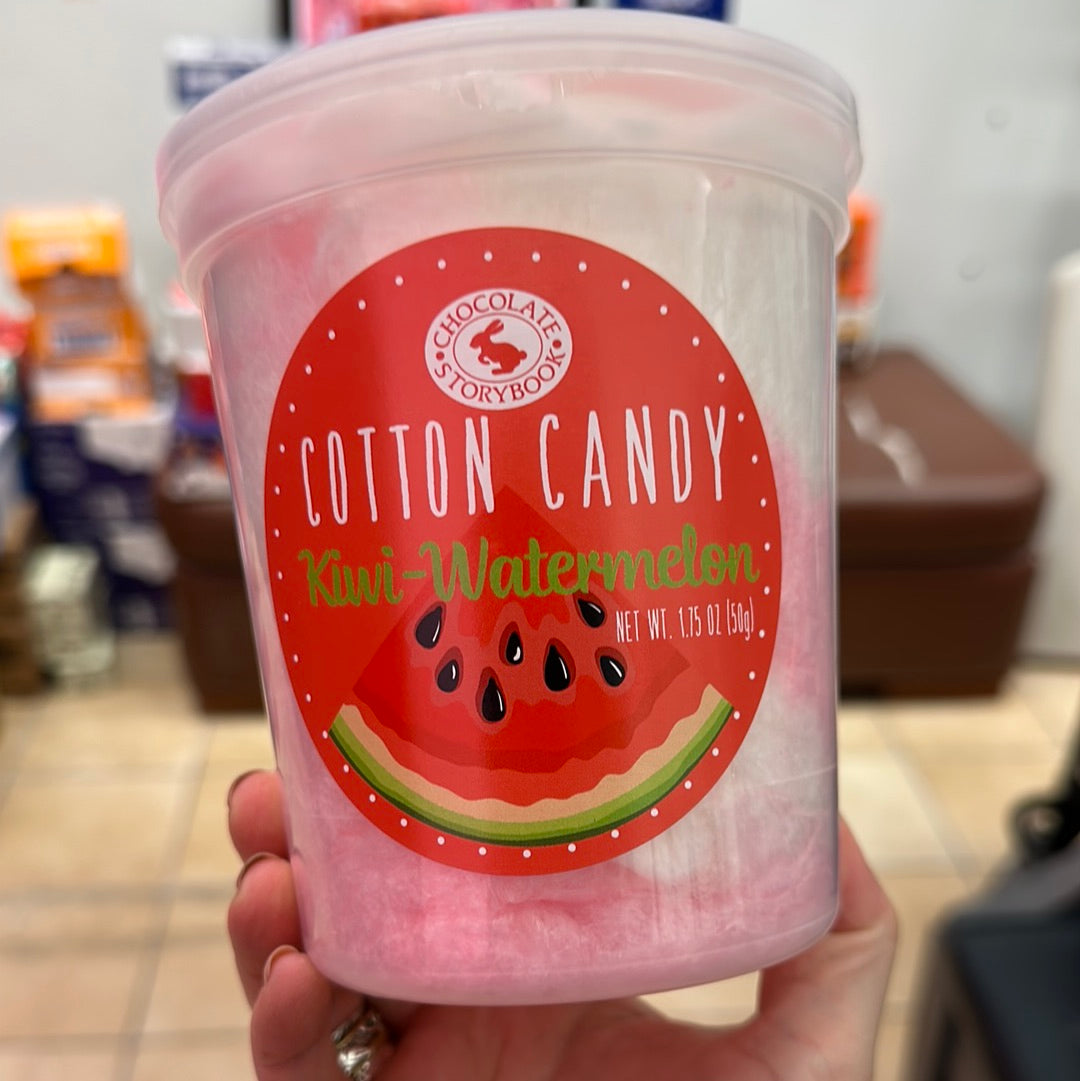 CHOCOLATE
STORYBOOK
COTTON CANDY
Kiwi-Watermelon
NET WT. 1.75 OZ (50g)